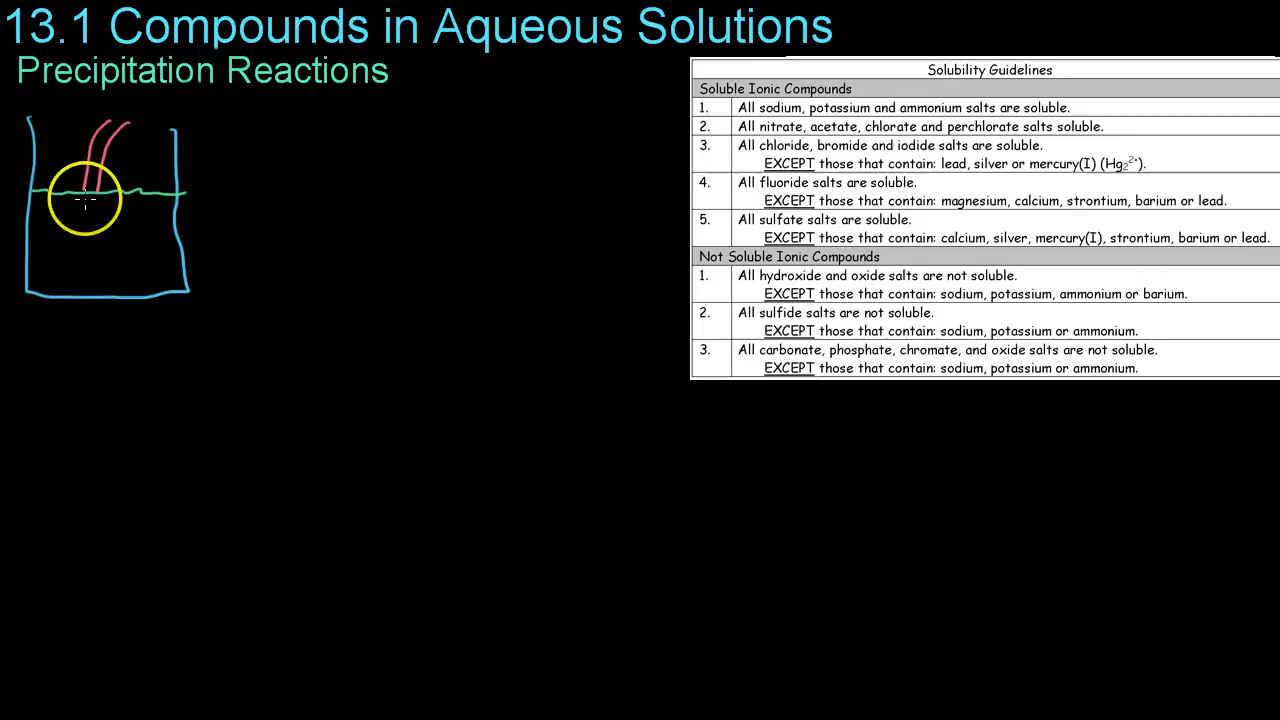 13.1 Compounds in Aqueous Solutions
Precipitation Reactions
Solubility Guidelines
Soluble Ionic Compounds
1. All sodium, potassium and ammonium salts are soluble.
2. All nitrate, acetate, chlorate and perchlorate salts soluble.
3. All chloride, bromide and iodide salts are soluble.
EXCEPT those that contain: lead, silver or mercury(I) (Hg₂²⁺).
4. All fluoride salts are soluble.
EXCEPT those that contain: magnesium, calcium, strontium, barium or lead.
5. All sulfate salts are soluble.
EXCEPT those that contain: calcium, silver, mercury(I), strontium, barium or lead.
Not Soluble Ionic Compounds
1. All hydroxide and oxide salts are not soluble.
EXCEPT those that contain: sodium, potassium, ammonium or barium.
2. All sulfide salts are not soluble.
EXCEPT those that contain: sodium, potassium or ammonium.
3. All carbonate, phosphate, chromate, and oxide salts are not soluble.
EXCEPT those that contain: sodium, potassium or ammonium.